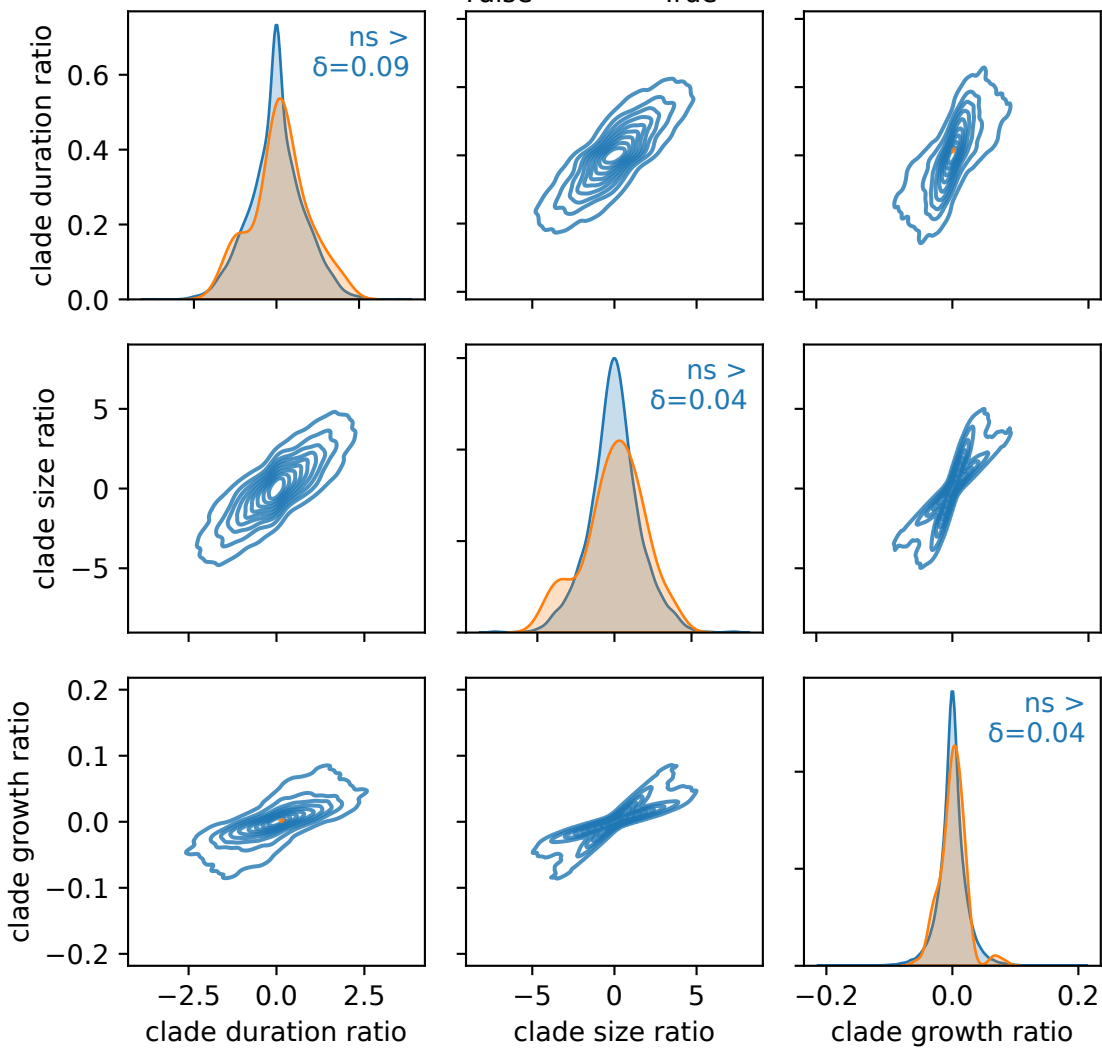 False True
clade duration ratio
0.6
0.4
0.2
0.0
ns >
δ=0.09
clade size ratio
5
0
−5
ns >
δ=0.04
clade growth ratio
0.2
0.1
0.0
−0.1
−0.2
ns >
δ=0.04
−2.5 0.0 2.5
−5 0 5
−0.2 0.0 0.2
clade duration ratio
clade size ratio
clade growth ratio